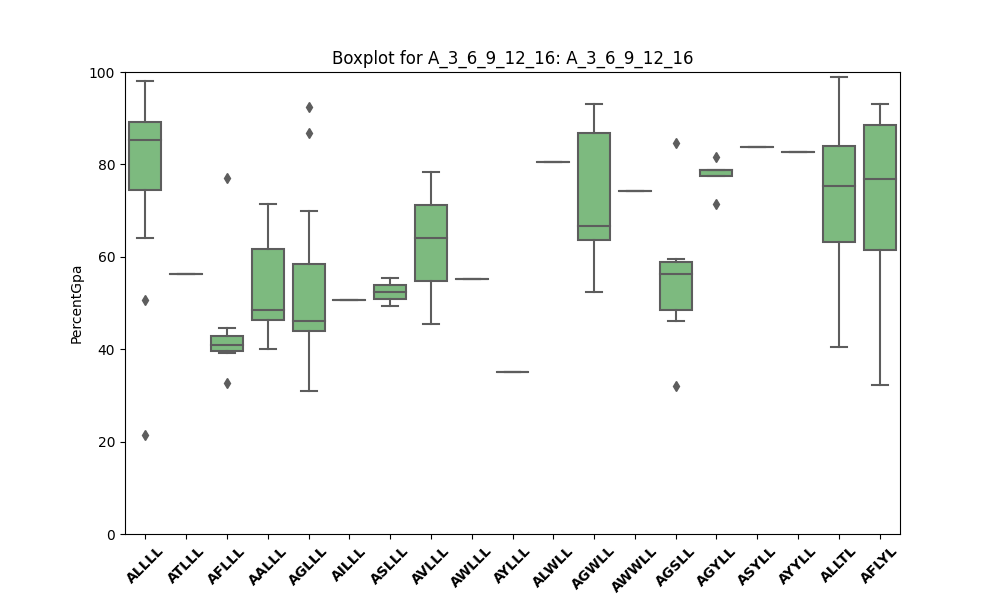 Boxplot for A_3_6_9_12_16: A_3_6_9_12_16
100
80
60
40
20
0
PercentGpa
ALLLL ATLLL AFLLL AALLL AGLLL AILLL ASLLL AVLLL AWLLL AYLLL ALWLL AGWLL AWWLL AGSLL AGYLL ASYLL AYYLL ALLTL AFLYL